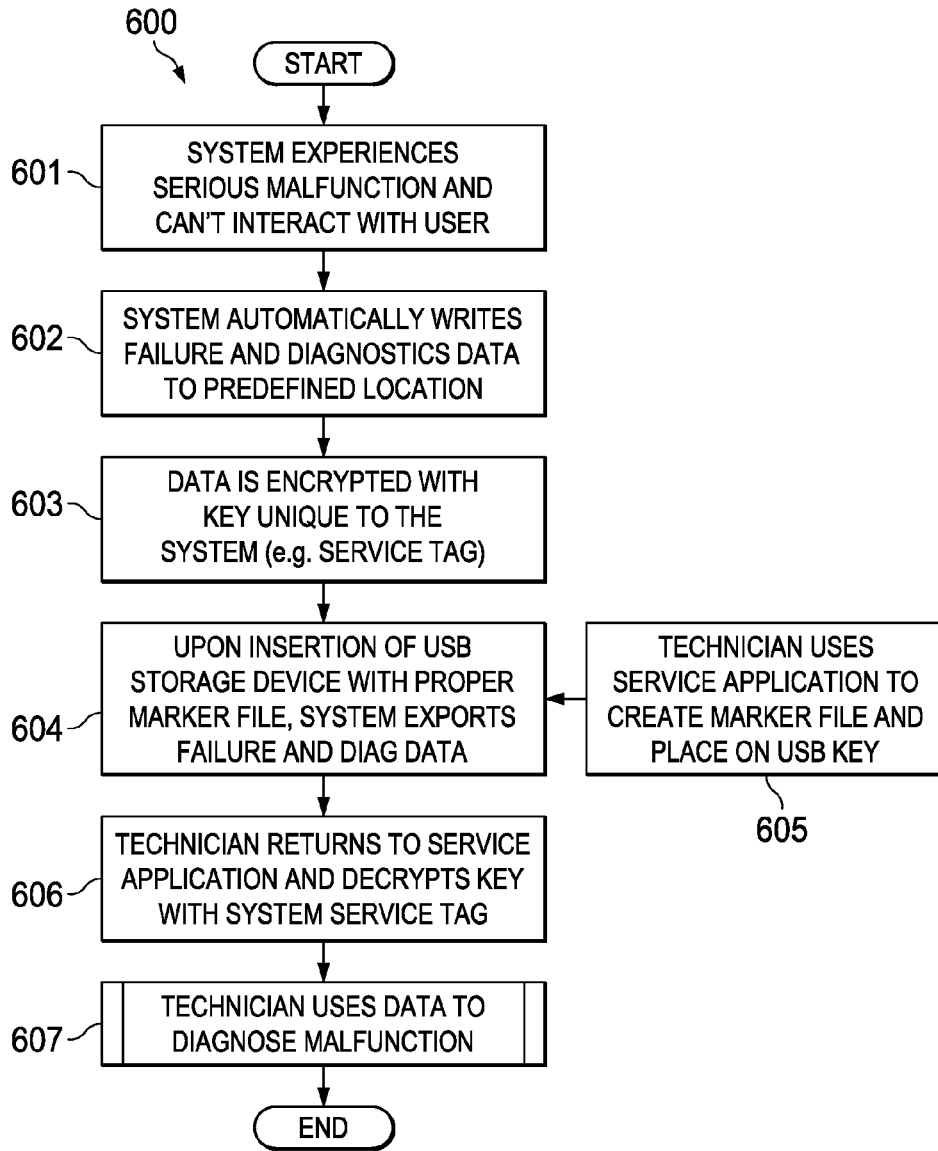 600
START
601
SYSTEM EXPERIENCES
SERIOUS MALFUNCTION AND
CAN'T INTERACT WITH USER
602
SYSTEM AUTOMATICALLY WRITES
FAILURE AND DIAGNOSTICS DATA
TO PREDEFINED LOCATION
603
DATA IS ENCRYPTED WITH
KEY UNIQUE TO THE
SYSTEM (e.g. SERVICE TAG)
604
UPON INSERTION OF USB
STORAGE DEVICE WITH PROPER
MARKER FILE, SYSTEM EXPORTS
FAILURE AND DIAG DATA
TECHNICIAN USES
SERVICE APPLICATION TO
CREATE MARKER FILE AND
PLACE ON USB KEY
605
606
TECHNICIAN RETURNS TO SERVICE
APPLICATION AND DECRYPTS KEY
WITH SYSTEM SERVICE TAG
607
TECHNICIAN USES DATA TO
DIAGNOSE MALFUNCTION
END